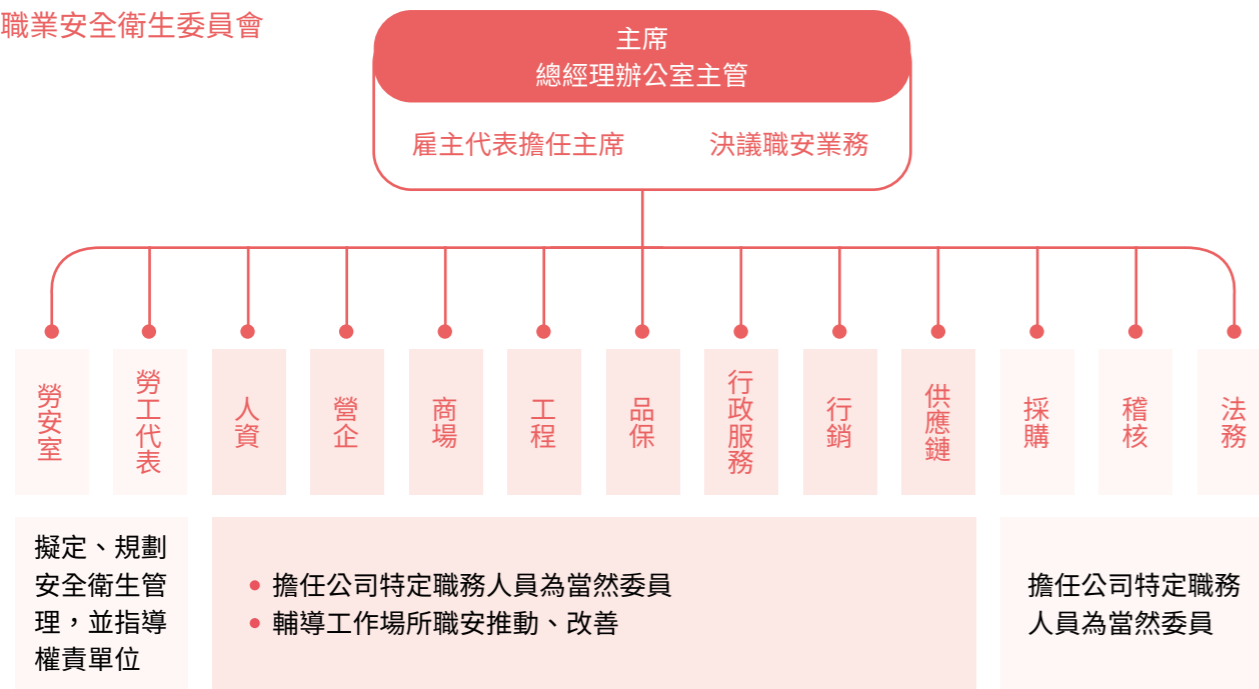 職業安全衛生委員會
主席
總經理辦公室主管
雇主代表擔任主席
決議職安業務
勞安室
勞工代表
人資
營企
商場
工程
品保
行政服務
行銷
供應鏈
採購
稽核
法務
擬定、規劃
安全衛生管
理，並指導
權責單位
擔任公司特定職務人員為當然委員
輔導工作場所職安推動、改善
擔任公司特定職務
人員為當然委員